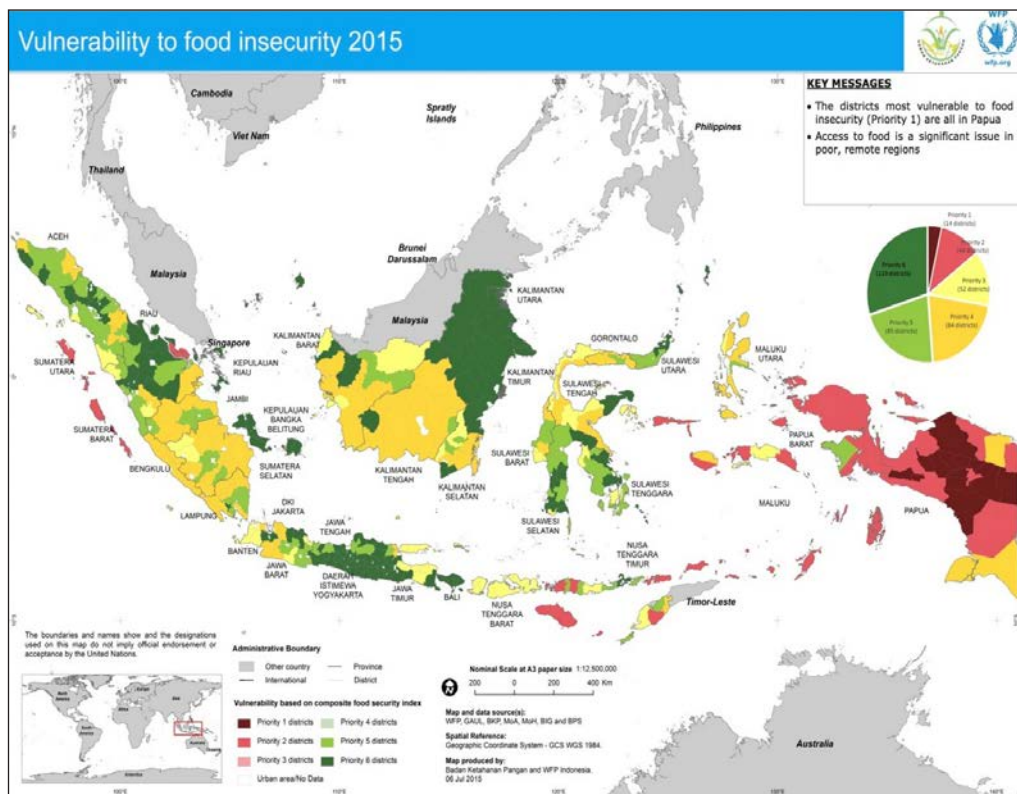 Vulnerability to food insecurity 2015
WFP
wfp.org
KEY MESSAGES
• The districts most vulnerable to food
insecurity (Priority 1) are all in Papua
• Access to food is a significant issue in
poor, remote regions
Cambodia
Viet Nam
Thailand
Spratly
Islands
Philippines
Brunei
Darussalam
Malaysia
Malaysia
Singapore
Timor-Leste
Australia
ACEH
RIAU
SUMATERA
UTARA
KEPULAUAN
RIAU
JAMBI
SUMATERA
BARAT
KEPULAUAN
BANGKA
BELITUNG
BENGKULU
SUMATERA
SELATAN
LAMPUNG
DKI
JAKARTA
BANTEN
JAWA
BARAT
JAWA
TENGAH
DAERAH
ISTIMEWA
YOGYAKARTA
JAWA
TIMUR
BALI
NUSA
TENGGARA
BARAT
NUSA
TENGGARA
TIMUR
KALIMANTAN
BARAT
KALIMANTAN
UTARA
KALIMANTAN
TIMUR
KALIMANTAN
TENGAH
KALIMANTAN
SELATAN
GORONTALO
SULAWESI
UTARA
SULAWESI
TENGAH
SULAWESI
BARAT
SULAWESI
TENGGARA
SULAWESI
SELATAN
MALUKU
UTARA
MALUKU
PAPUA
BARAT
PAPUA
Priority 1
(14 districts)
Priority 2
Priority 3
(52 districts)
Priority 4
(84 districts)
Priority 5
Priority 6
The boundaries and names show and the designations
used on this map do not imply official endorsement or
acceptance by the United Nations.
Administrative Boundary
Other country
Province
International
District
Vulnerability based on composite food security index
Priority 1 districts
Priority 4 districts
Priority 2 districts
Priority 5 districts
Priority 3 districts
Priority 6 districts
Urban area/No Data
Nominal Scale at A3 paper size 1:12,500,000
200 0 200 400 Km
Map and data source(s):
WFP, GAUL, BKP, MoA, MoH, BIG and BPS
Spatial Reference:
Geographic Coordinate System - GCS WGS 1984.
Map produced by:
Badan Ketahanan Pangan and WFP Indonesia.
06 Jul 2015